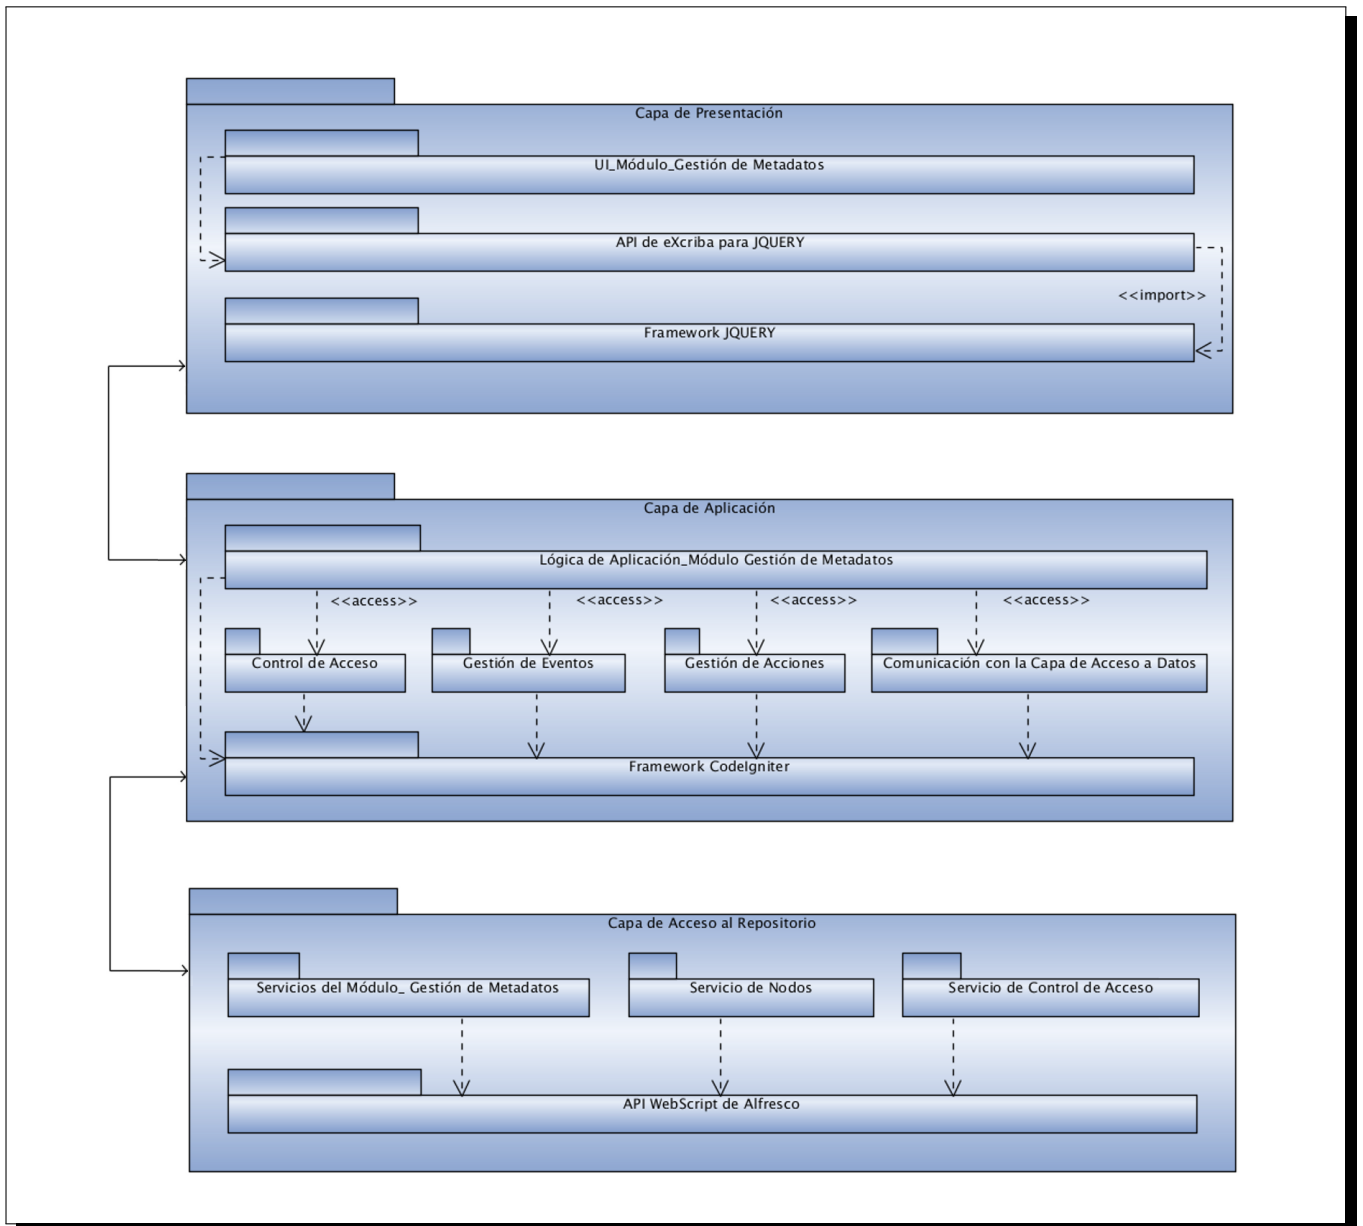 Capa de Presentación
UI_Módulo_Gestión de Metadatos
API de eXcriba para JQUERY
<<import>>
Framework JQUERY
Capa de Aplicación
Lógica de Aplicación_Módulo Gestión de Metadatos
<<access>>
<<access>>
<<access>>
<<access>>
Control de Acceso
Gestión de Eventos
Gestión de Acciones
Comunicación con la Capa de Acceso a Datos
Framework CodeIgniter
Capa de Acceso al Repositorio
Servicios del Módulo_ Gestión de Metadatos
Servicio de Nodos
Servicio de Control de Acceso
API WebScript de Alfresco